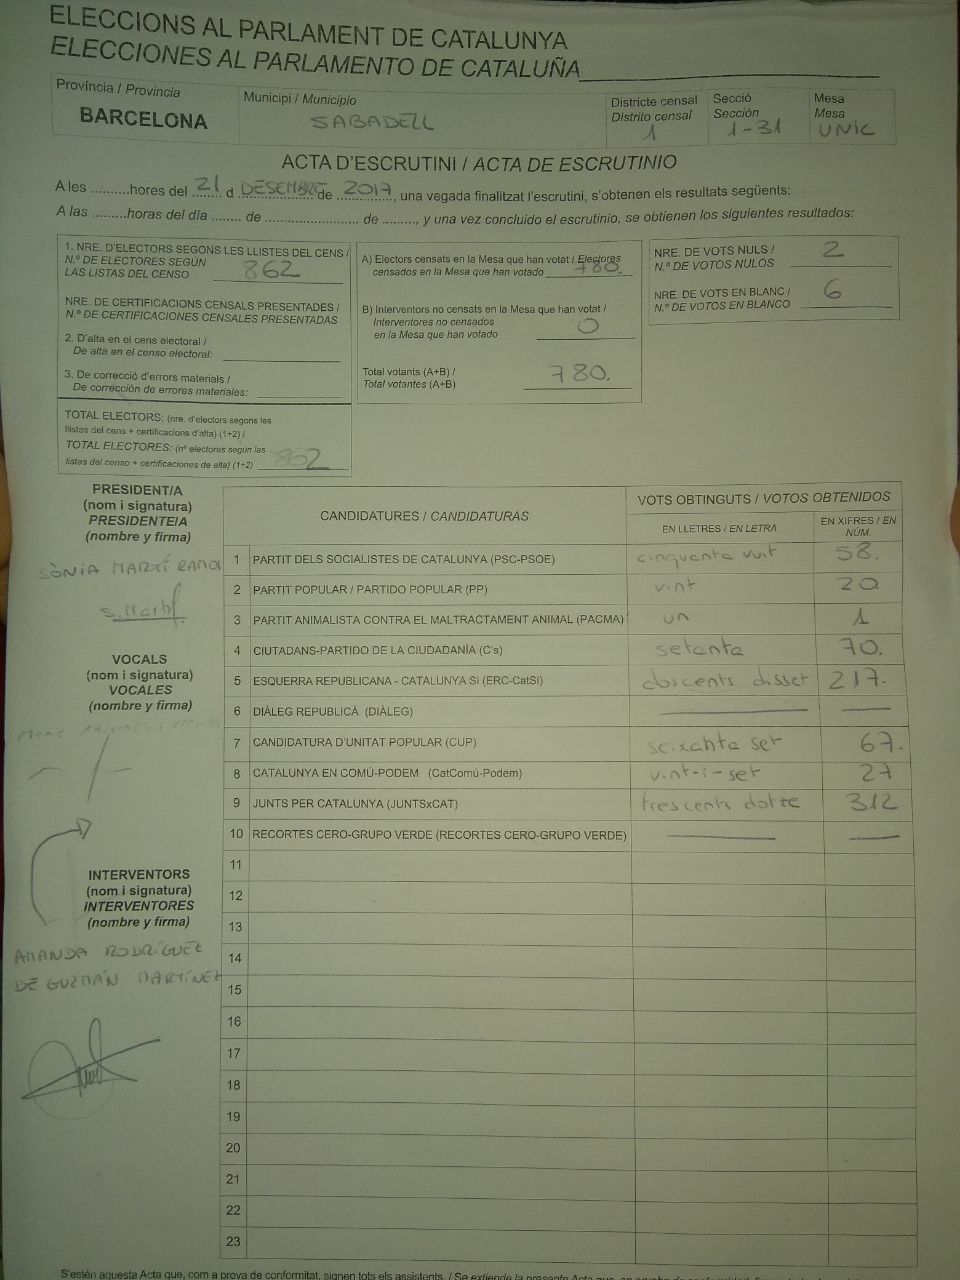 ELECCIONS AL PARLAMENT DE CATALUNYA
ELECCIONES AL PARLAMENTO DE CATALUÑA
Província / Provincia
BARCELONA
Municipi / Municipio
SABADELL
Districte censal
Distrito censal
1
Secció
Sección
1-31
Mesa
Mesa
UNIC
ACTA D'ESCRUTINI / ACTA DE ESCRUTINIO
A les ..........hores del 21 d DESEMBRE de 2017, una vegada finalitzat l'escrutini, s'obtenen els resultats següents:
A las .........horas del día ........ de ......................... de ........., y una vez concluido el escrutinio, se obtienen los siguientes resultados:
1. NRE. D'ELECTORS SEGONS LES LLISTES DEL CENS /
N.º DE ELECTORES SEGÚN
LAS LISTAS DEL CENSO 862
NRE. DE CERTIFICACIONS CENSALS PRESENTADES /
N.º DE CERTIFICACIONES CENSALES PRESENTADAS
2. D'alta en el cens electoral /
De alta en el censo electoral:
3. De correcció d'errors materials /
De corrección de errores materiales:
TOTAL ELECTORS: (nre. d'electors segons les
llistes del cens + certificacions d'alta) (1+2) /
TOTAL ELECTORES: (nº electores según las
listas del censo + certificaciones de alta) (1+2) 862
A) Electors censats en la Mesa que han votat / Electores
censados en la Mesa que han votado 780.
B) Interventors no censats en la Mesa que han votat /
Interventores no censados
en la Mesa que han votado 0
Total votants (A+B) /
Total votantes (A+B) 780.
NRE. DE VOTS NULS /
N.º DE VOTOS NULOS 2
NRE. DE VOTS EN BLANC /
N.º DE VOTOS EN BLANCO 6
PRESIDENT/A
(nom i signatura)
PRESIDENTE/A
(nombre y firma)
SÒNIA MARTÍ
VOCALS
(nom i signatura)
VOCALES
(nombre y firma)
INTERVENTORS
(nom i signatura)
INTERVENTORES
(nombre y firma)
AMANDA RODRÍGUEZ
DE GUZMÁN MARTÍNEZ
CANDIDATURES / CANDIDATURAS
VOTS OBTINGUTS / VOTOS OBTENIDOS
EN LLETRES / EN LETRA
EN XIFRES / EN NÚM.
1 PARTIT DELS SOCIALISTES DE CATALUNYA (PSC-PSOE) cinquanta vuit 58.
2 PARTIT POPULAR / PARTIDO POPULAR (PP) vint 20
3 PARTIT ANIMALISTA CONTRA EL MALTRACTAMENT ANIMAL (PACMA) un 1
4 CIUTADANS-PARTIDO DE LA CIUDADANÍA (C's) setanta 70.
5 ESQUERRA REPUBLICANA - CATALUNYA SÍ (ERC-CatSí) doscents disset 217.
6 DIÀLEG REPUBLICÀ (DIÀLEG)
7 CANDIDATURA D'UNITAT POPULAR (CUP) seixanta set 67.
8 CATALUNYA EN COMÚ-PODEM (CatComú-Podem) vint-i-set 27
9 JUNTS PER CATALUNYA (JUNTSxCAT) trescents dotze 312
10 RECORTES CERO-GRUPO VERDE (RECORTES CERO-GRUPO VERDE)
11
12
13
14
15
16
17
18
19
20
21
22
23
S'estén aquesta Acta que, com a prova de conformitat, signen tots els assistents. / Se extiende la presente Acta que,